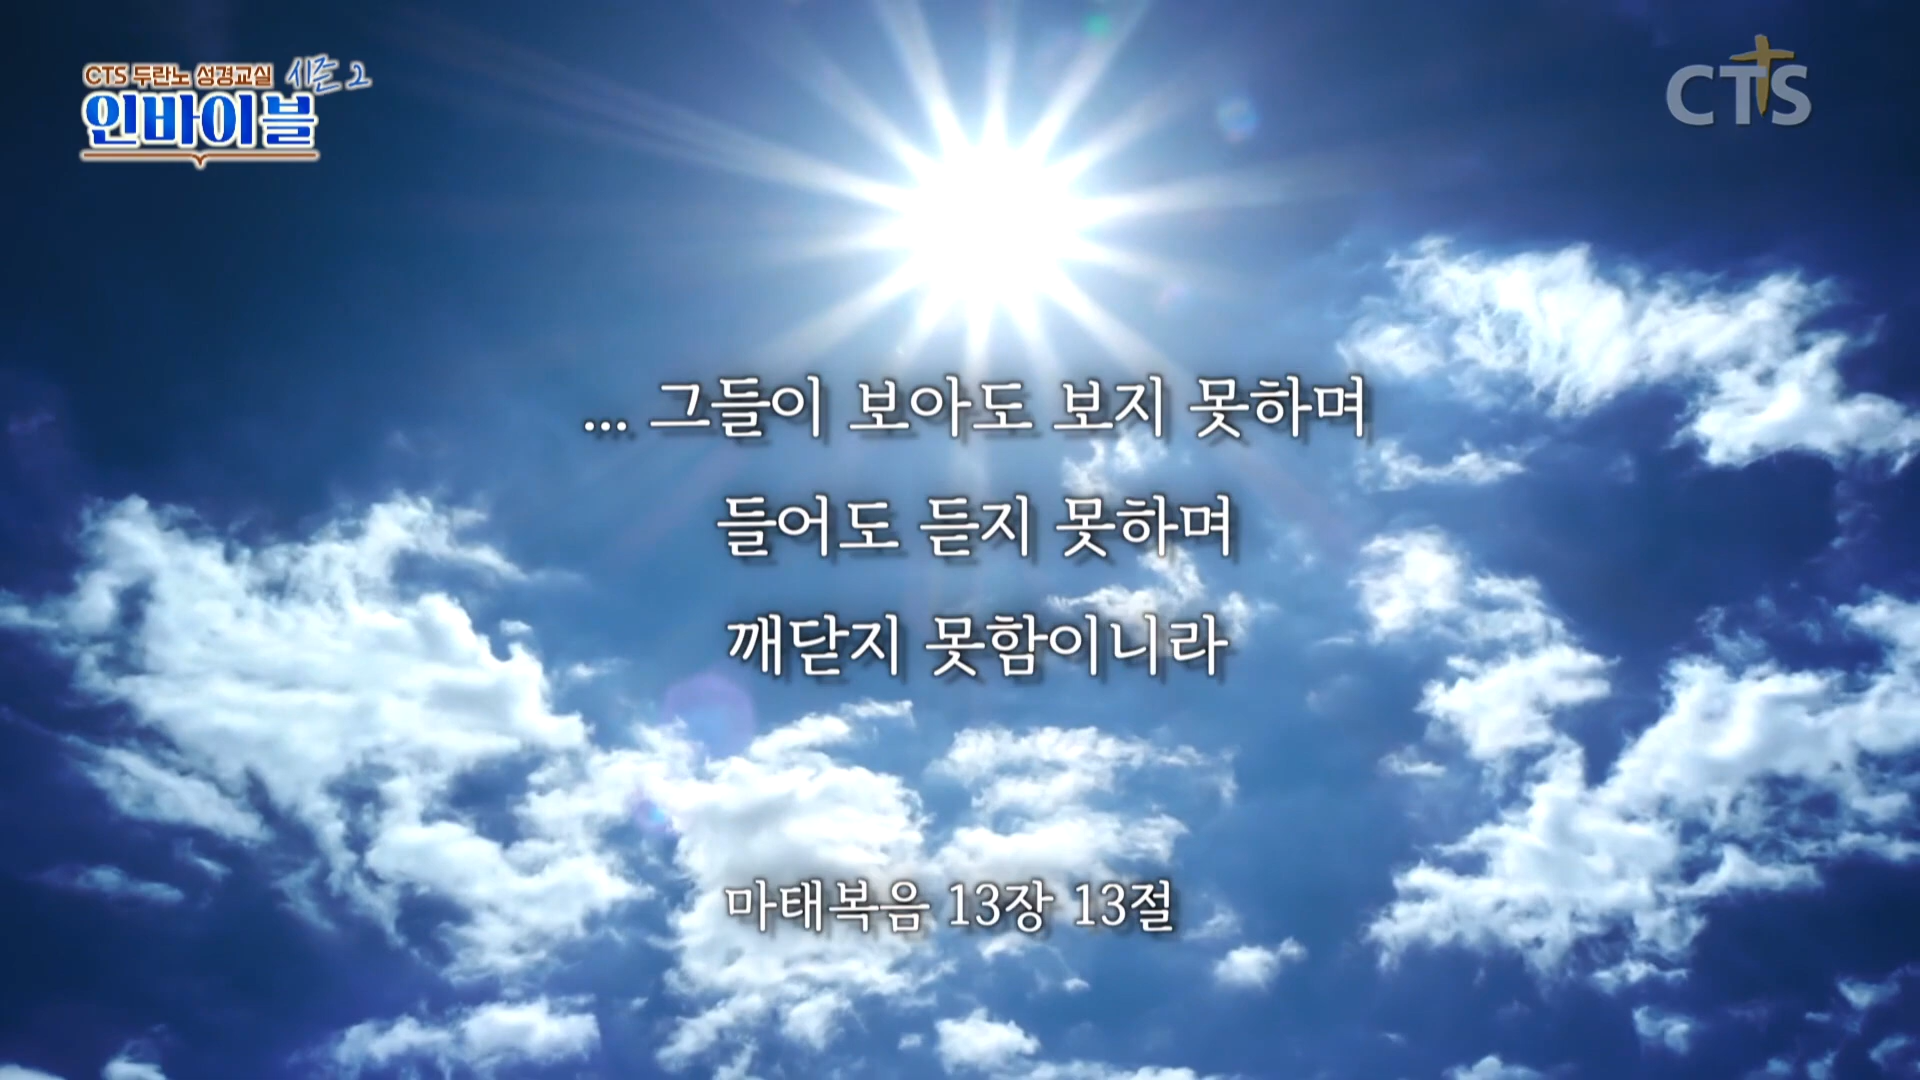 CTS 두란노 성경교실 시즌 2
인바이블
CTS
... 그들이 보아도 보지 못하며
들어도 듣지 못하며
깨닫지 못함이니라
마태복음 13장 13절